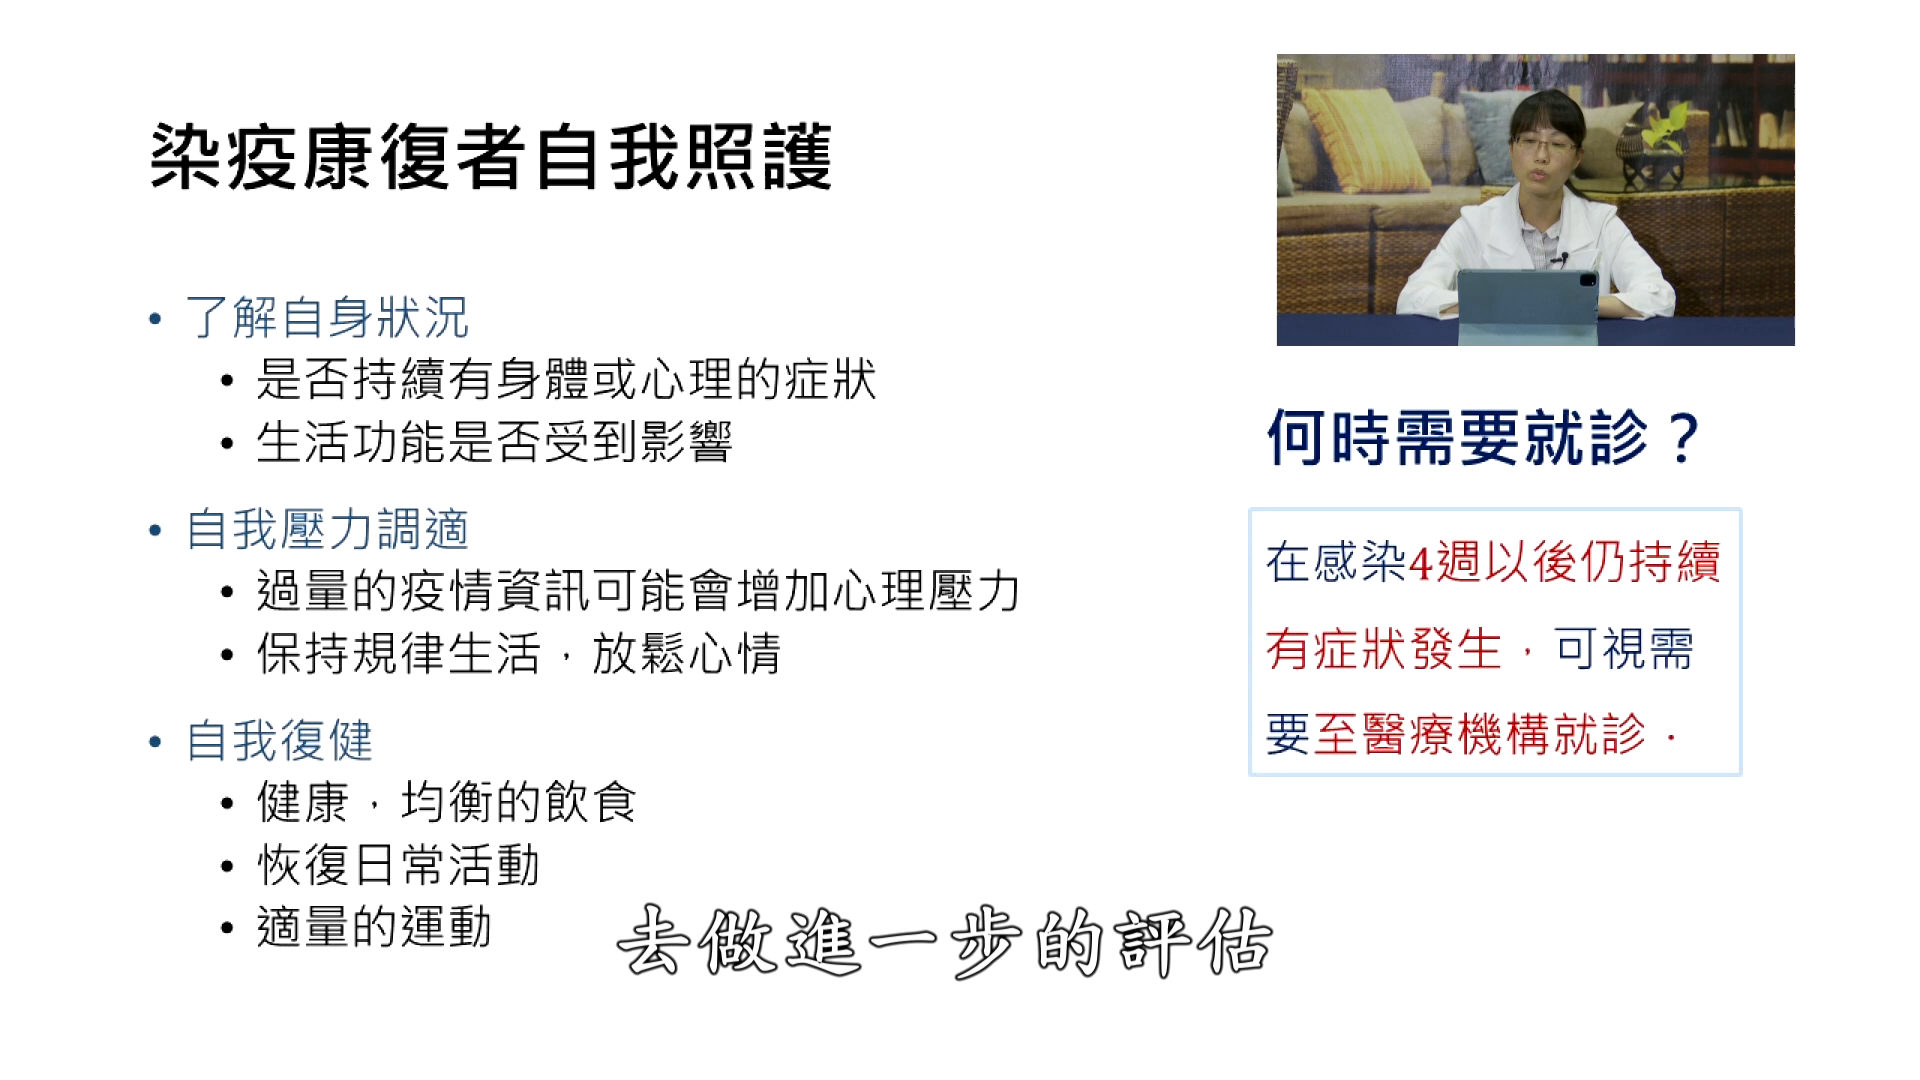 染疫康復者自我照護
• 了解自身狀況
• 是否持續有身體或心理的症狀
• 生活功能是否受到影響
• 自我壓力調適
• 過量的疫情資訊可能會增加心理壓力
• 保持規律生活，放鬆心情
• 自我復健
• 健康，均衡的飲食
• 恢復日常活動
• 適量的運動
何時需要就診？
在感染4週以後仍持續
有症狀發生，可視需
要至醫療機構就診．
去做進一步的評估